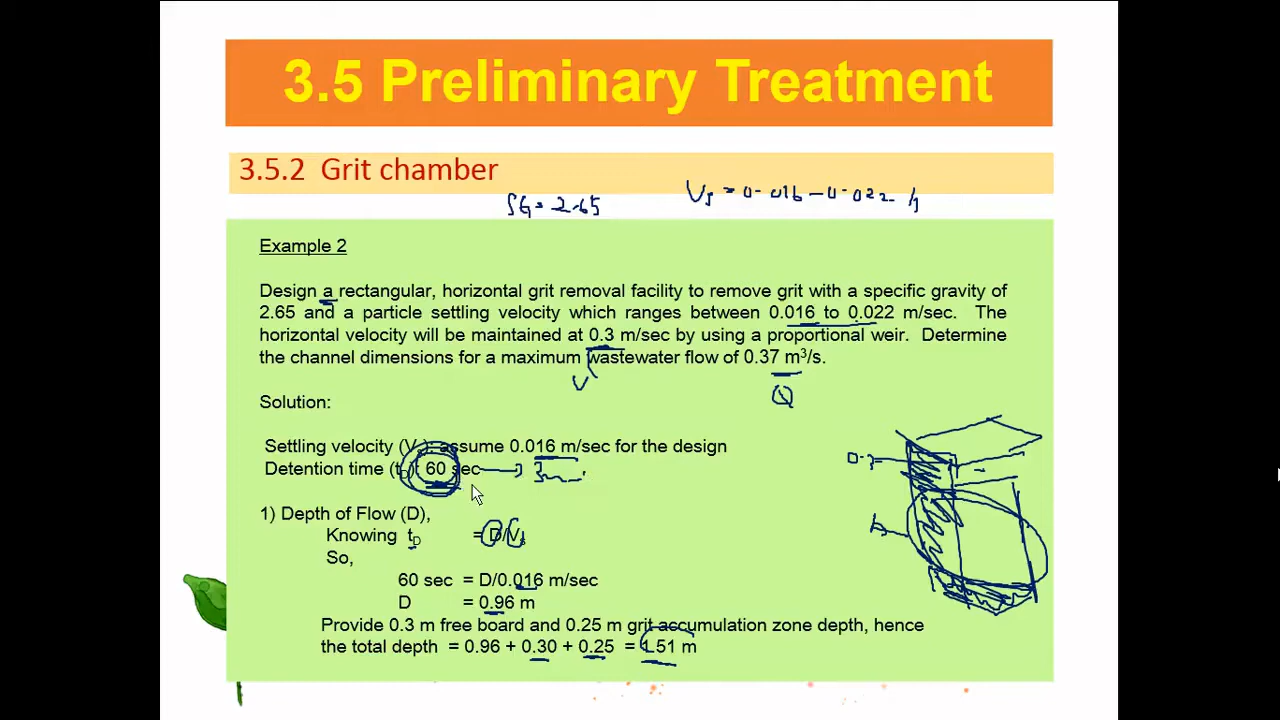 3.5 Preliminary Treatment
3.5.2 Grit chamber
SG = 2.65
Vs = 0.016 - 0.022
Example 2
Design a rectangular, horizontal grit removal facility to remove grit with a specific gravity of
2.65 and a particle settling velocity which ranges between 0.016 to 0.022 m/sec. The
horizontal velocity will be maintained at 0.3 m/sec by using a proportional weir. Determine
the channel dimensions for a maximum wastewater flow of 0.37 m³/s.
V
Q
Solution:
Settling velocity (Vs): assume 0.016 m/sec for the design
Detention time (tD): 60 sec
1) Depth of Flow (D),
Knowing tD = D/Vs
So,
60 sec = D/0.016 m/sec
D = 0.96 m
Provide 0.3 m free board and 0.25 m grit accumulation zone depth, hence
the total depth = 0.96 + 0.30 + 0.25 = 1.51 m